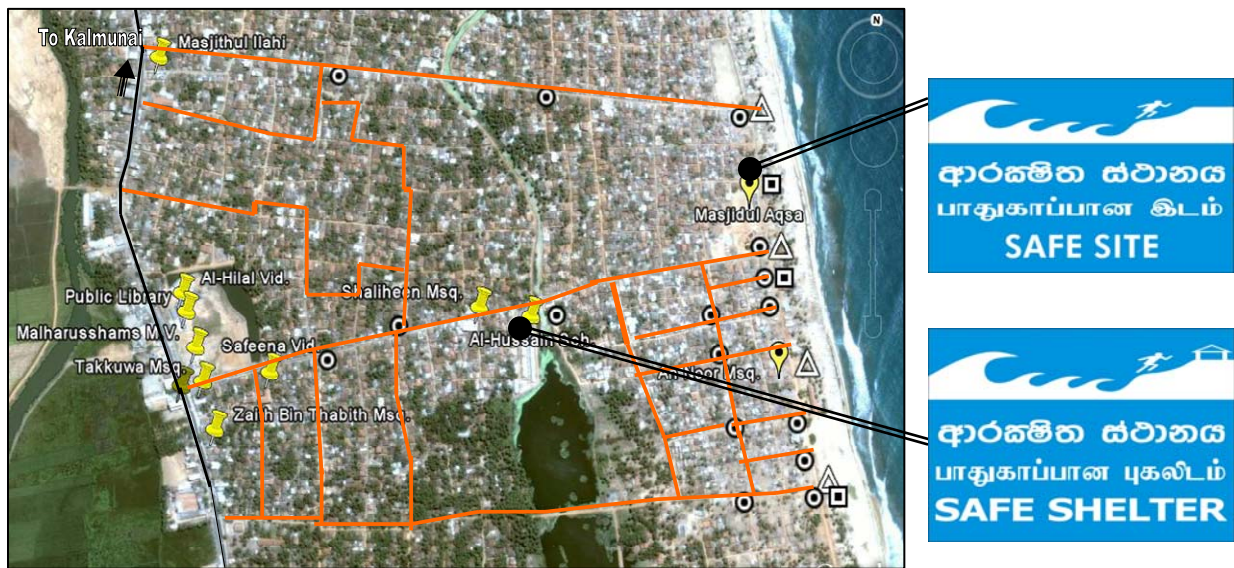 To Kalmunai
Masjithul Ilahi
N
Masjidul Aqsa
Al-Hilal Vid.
Public Library
Shaliheen Msq.
Malharusshams M.V.
Safeena Vid.
Al-Hussain Sch.
Takkuwa Msq.
An-Noor Msq.
Zaith Bin Thabith Msq.
ආරක්‍ෂිත ස්ථානය
பாதுகாப்பான இடம்
SAFE SITE
ආරක්‍ෂිත ස්ථානය
பாதுகாப்பான புகலிடம்
SAFE SHELTER